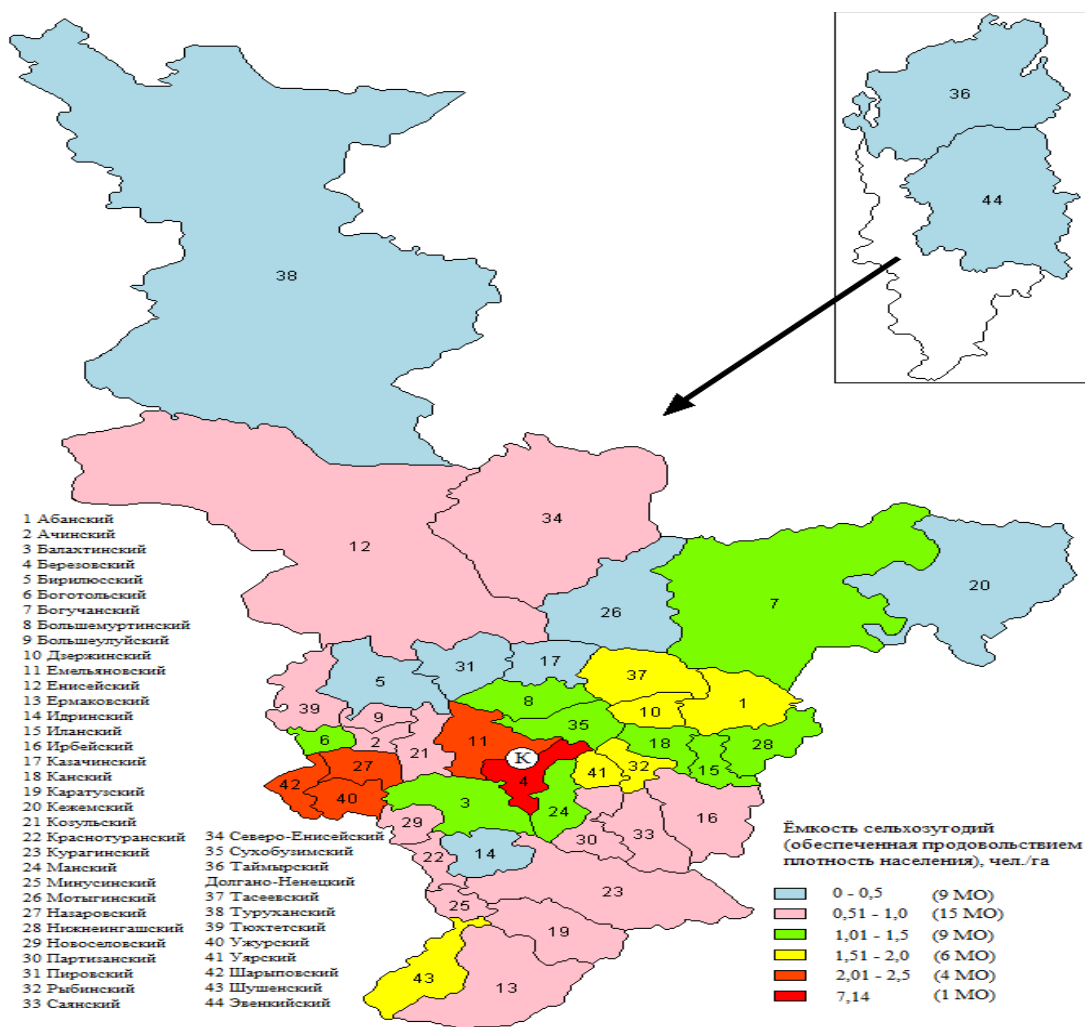 36
44
38
34
12
20
7
26
1 Абанский
2 Ачинский
3 Балахтинский
4 Березовский
5 Бирилюсский
6 Боготольский
7 Богучанский
8 Большемуртинский
9 Большеулуйский
10 Дзержинский
11 Емельяновский
12 Енисейский
13 Ермаковский
14 Идринский
15 Иланский
16 Ирбейский
17 Казачинский
18 Канский
19 Каратузский
20 Кежемский
21 Козульский
22 Краснотуранский
23 Курагинский
24 Манский
25 Минусинский
26 Мотыгинский
27 Назаровский
28 Нижнеингашский
29 Новоселовский
30 Партизанский
31 Пировский
32 Рыбинский
33 Саянский
34 Северо-Енисейский
35 Сухобузимский
36 Таймырский
Долгано-Ненецкий
37 Тасеевский
38 Туруханский
39 Тюхтетский
40 Ужурский
41 Уярский
42 Шарыповский
43 Шушенский
44 Эвенкийский
31
17
37
5
8
10
1
39
9
35
6
2
21
11
К
18
28
27
41
32
15
42
40
4
3
24
29
30
33
16
22
14
23
25
19
43
13
Ёмкость сельхозугодий
(обеспеченная продовольствием
плотность населения), чел./га
0 - 0,5 (9 МО)
0,51 - 1,0 (15 МО)
1,01 - 1,5 (9 МО)
1,51 - 2,0 (6 МО)
2,01 - 2,5 (4 МО)
7,14 (1 МО)